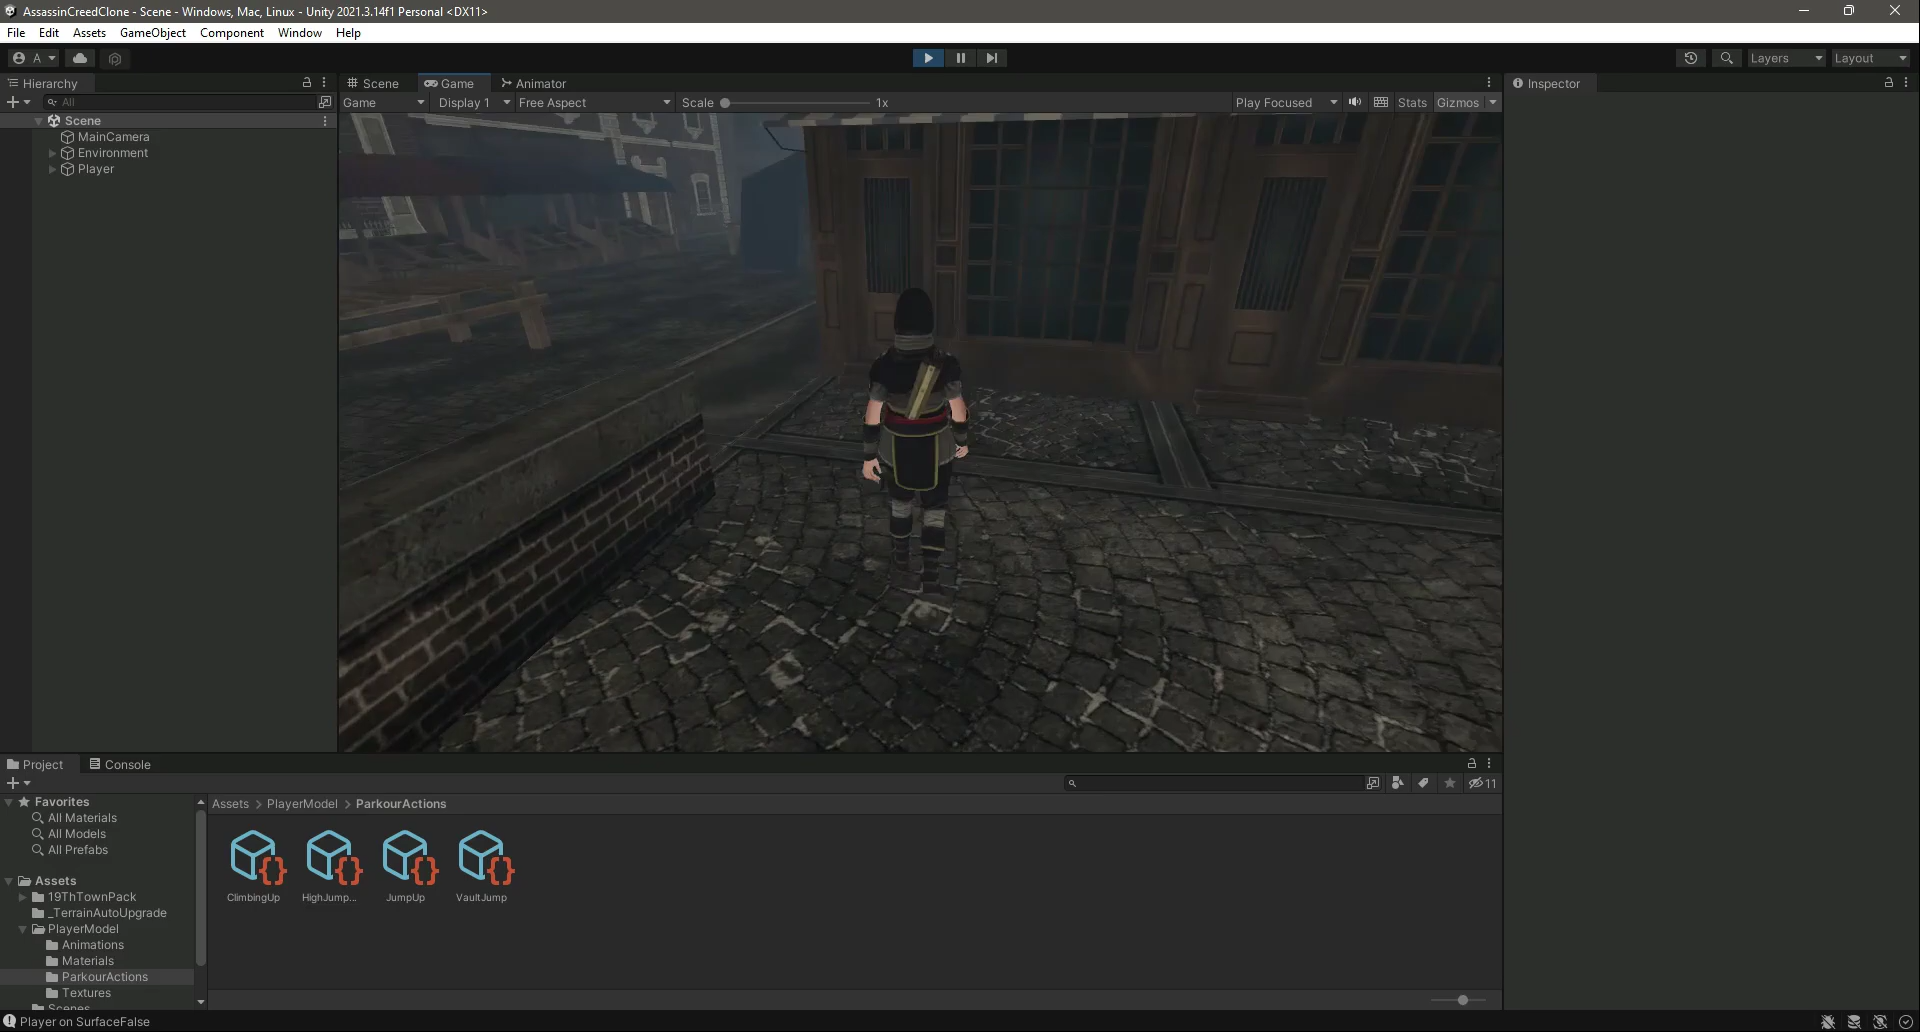 AssassinCreedClone - Scene - Windows, Mac, Linux - Unity 2021.3.14f1 Personal <DX11>
File Edit Assets GameObject Component Window Help
A Layers Layout
Hierarchy Scene Game Animator Inspector
All Game Display 1 Free Aspect Scale 1x Play Focused Stats Gizmos
Scene
MainCamera
Environment
Player
Project Console
11
Favorites Assets > PlayerModel > ParkourActions
All Materials
All Models
All Prefabs
Assets
19ThTownPack ClimbingUp HighJump... JumpUp VaultJump
_TerrainAutoUpgrade
PlayerModel
Animations
Materials
ParkourActions
Textures
Scenes
Player on SurfaceFalse